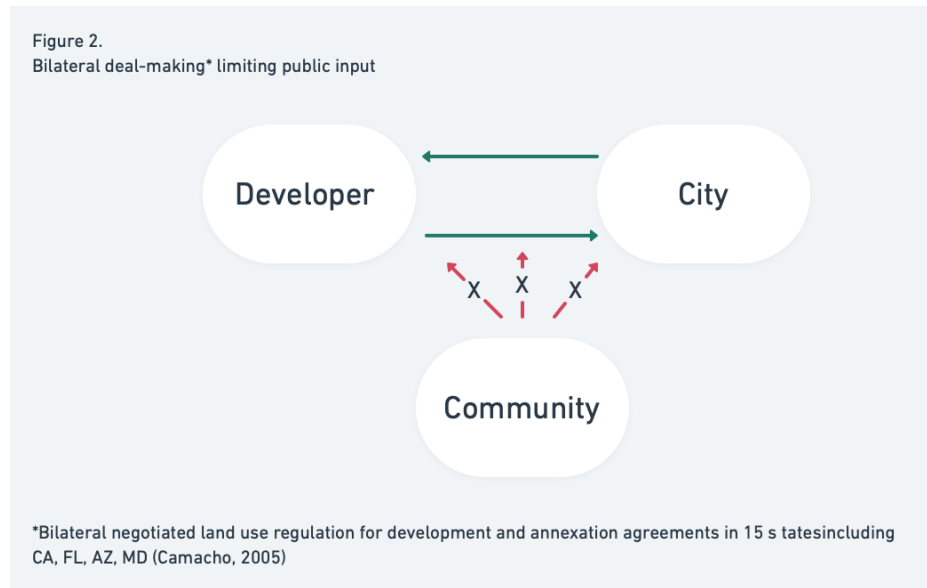 Figure 2.
Bilateral deal-making* limiting public input
Developer
City
X
X
X
Community
*Bilateral negotiated land use regulation for development and annexation agreements in 15 s tatesincluding
CA, FL, AZ, MD (Camacho, 2005)